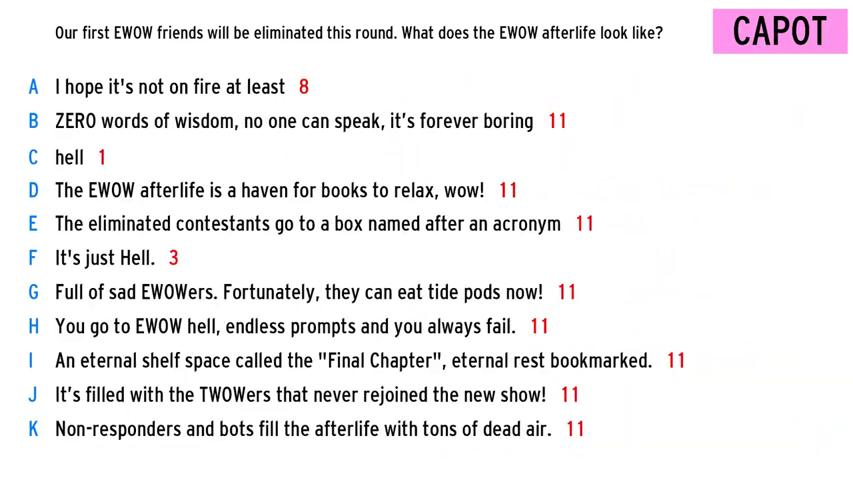 Our first EWOW friends will be eliminated this round. What does the EWOW afterlife look like?
CAPOT
A I hope it's not on fire at least 8
B ZERO words of wisdom, no one can speak, it's forever boring 11
C hell 1
D The EWOW afterlife is a haven for books to relax, wow! 11
E The eliminated contestants go to a box named after an acronym 11
F It's just Hell. 3
G Full of sad EWOWers. Fortunately, they can eat tide pods now! 11
H You go to EWOW hell, endless prompts and you always fail. 11
I An eternal shelf space called the "Final Chapter", eternal rest bookmarked. 11
J It's filled with the TWOWers that never rejoined the new show! 11
K Non-responders and bots fill the afterlife with tons of dead air. 11